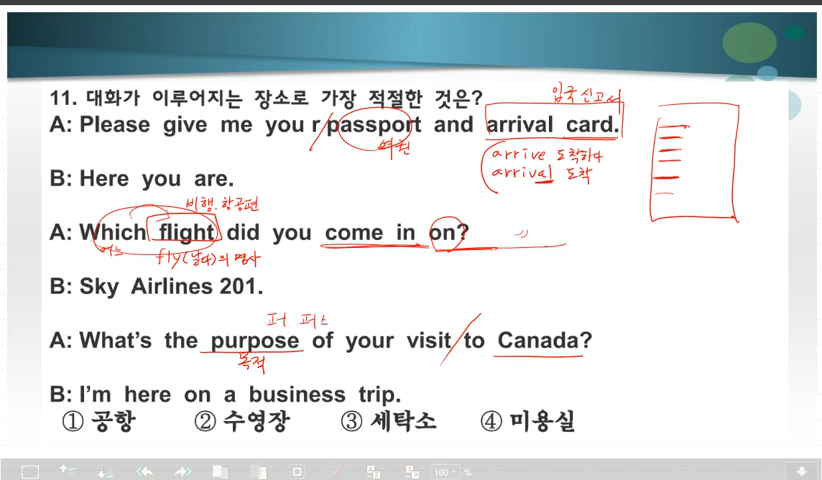 11. 대화가 이루어지는 장소로 가장 적절한 것은?
입국신고서
A: Please give me you r passport and arrival card.
여권
arrive 도착하다
arrival 도착
B: Here you are.
비행. 항공편
A: Which flight did you come in on?
어느
fly(날다)의 명사
B: Sky Airlines 201.
퍼 퍼스
A: What's the purpose of your visit to Canada?
목적
B: I'm here on a business trip.
① 공항 ② 수영장 ③ 세탁소 ④ 미용실
100 %